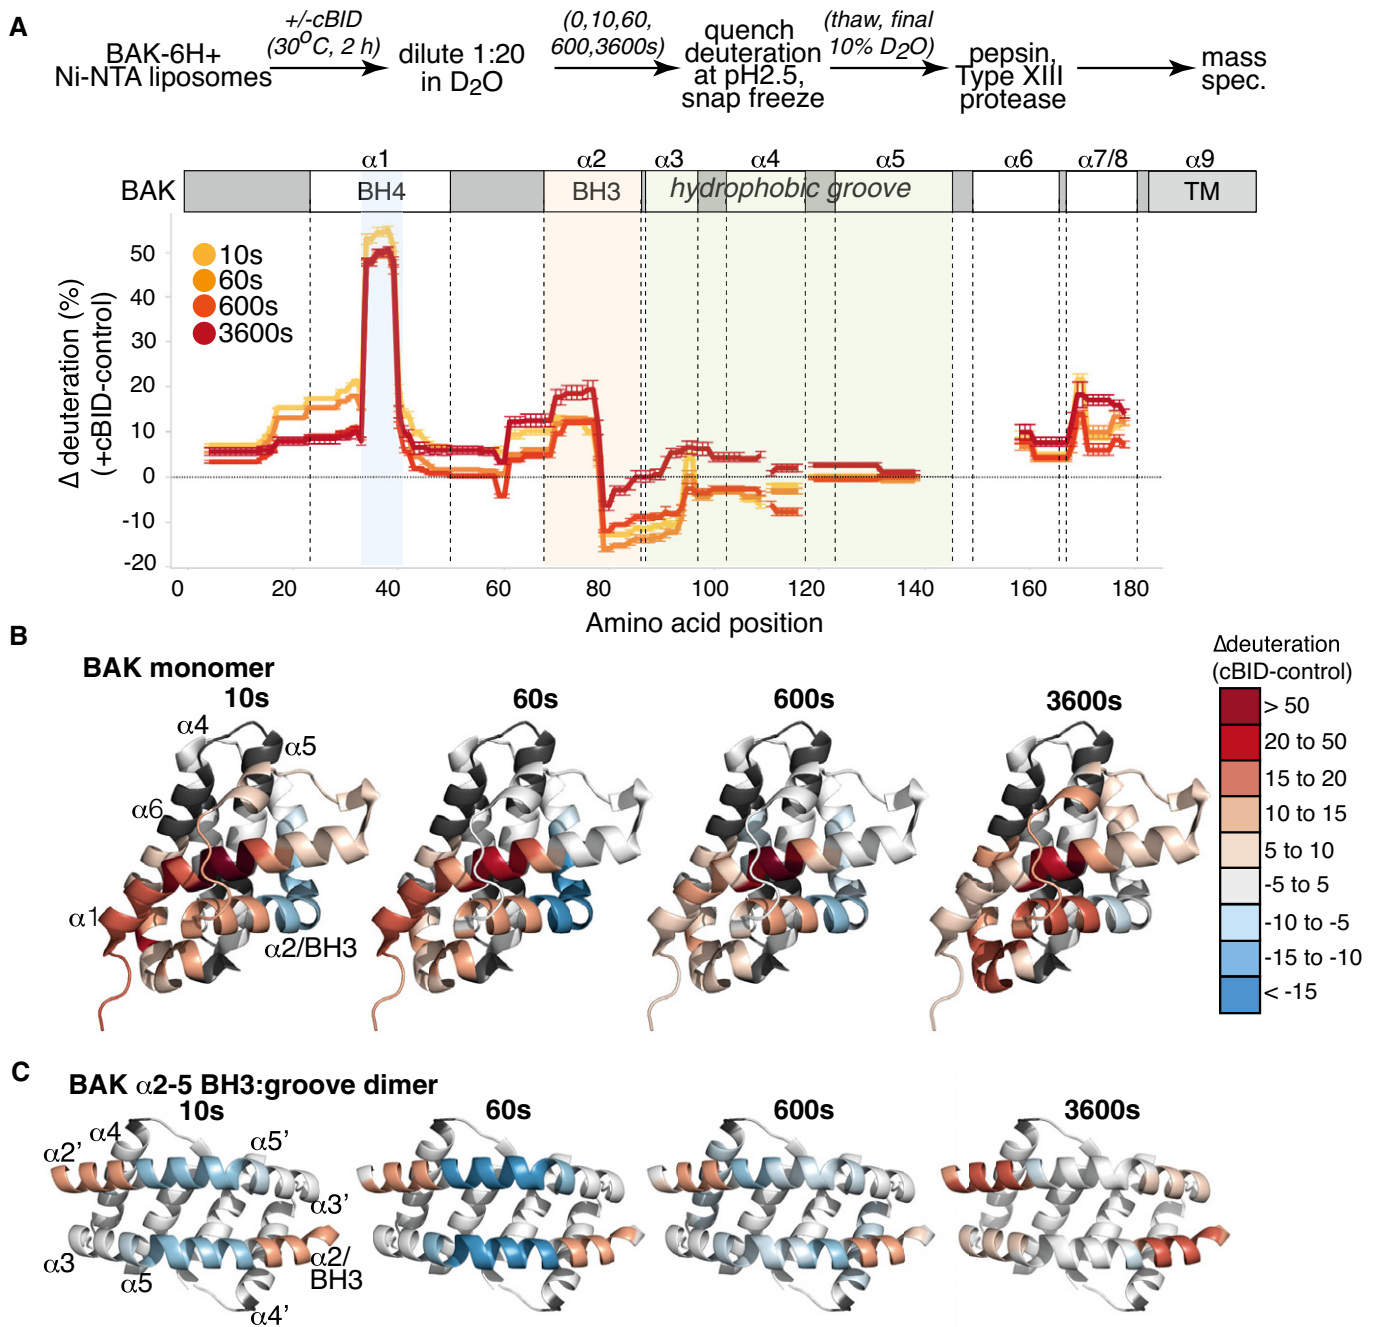 A
+/-cBID
(30°C, 2 h)
(0,10,60,
600,3600s)
(thaw, final
10% D2O)
BAK-6H+
Ni-NTA liposomes
dilute 1:20
in D2O
quench
deuteration
at pH2.5,
snap freeze
pepsin,
Type XIII
protease
mass
spec.
α1 α2 α3 α4 α5 α6 α7/8 α9
BAK BH4 BH3 hydrophobic groove TM
Δ deuteration (%)
(+cBID-control)
50
40
30
20
10
0
-10
-20
10s
60s
600s
3600s
0 20 40 60 80 100 120 140 160 180
Amino acid position
B
BAK monomer
10s 60s 600s 3600s
α4
α5
α6
α1
α2/BH3
Δdeuteration
(cBID-control)
> 50
20 to 50
15 to 20
10 to 15
5 to 10
-5 to 5
-10 to -5
-15 to -10
< -15
C
BAK α2-5 BH3:groove dimer
10s 60s 600s 3600s
α2' α4 α5'
α3'
α3 α5 α2/
BH3
α4'